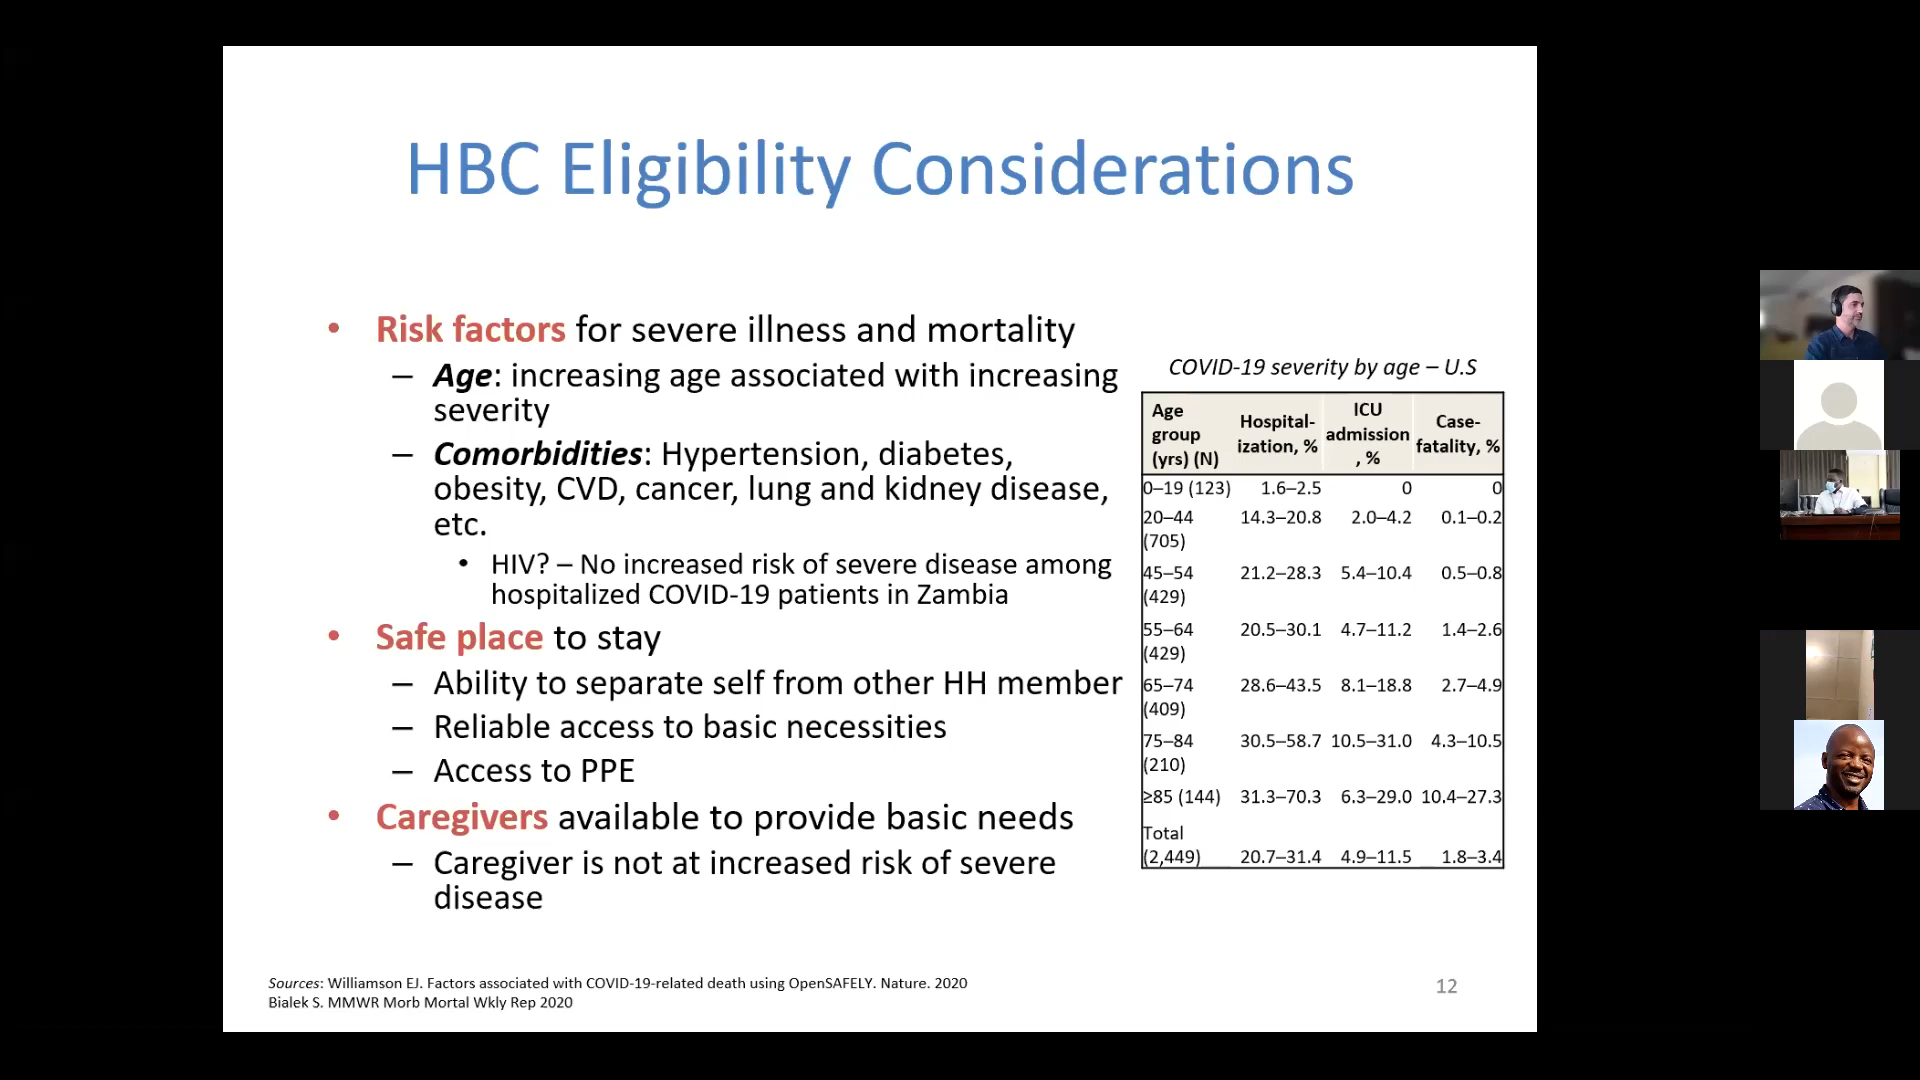 HBC Eligibility Considerations
• Risk factors for severe illness and mortality
– Age: increasing age associated with increasing
severity
– Comorbidities: Hypertension, diabetes,
obesity, CVD, cancer, lung and kidney disease,
etc.
• HIV? – No increased risk of severe disease among
hospitalized COVID-19 patients in Zambia
• Safe place to stay
– Ability to separate self from other HH member
– Reliable access to basic necessities
– Access to PPE
• Caregivers available to provide basic needs
– Caregiver is not at increased risk of severe
disease
COVID-19 severity by age – U.S
Age
group
(yrs) (N)
Hospital-
ization, %
ICU
admission
, %
Case-
fatality, %
0–19 (123) 1.6–2.5 0 0
20–44 14.3–20.8 2.0–4.2 0.1–0.2
(705)
45–54 21.2–28.3 5.4–10.4 0.5–0.8
(429)
55–64 20.5–30.1 4.7–11.2 1.4–2.6
(429)
65–74 28.6–43.5 8.1–18.8 2.7–4.9
(409)
75–84 30.5–58.7 10.5–31.0 4.3–10.5
(210)
≥85 (144) 31.3–70.3 6.3–29.0 10.4–27.3
Total
(2,449) 20.7–31.4 4.9–11.5 1.8–3.4
Sources: Williamson EJ. Factors associated with COVID-19-related death using OpenSAFELY. Nature. 2020
Bialek S. MMWR Morb Mortal Wkly Rep 2020
12